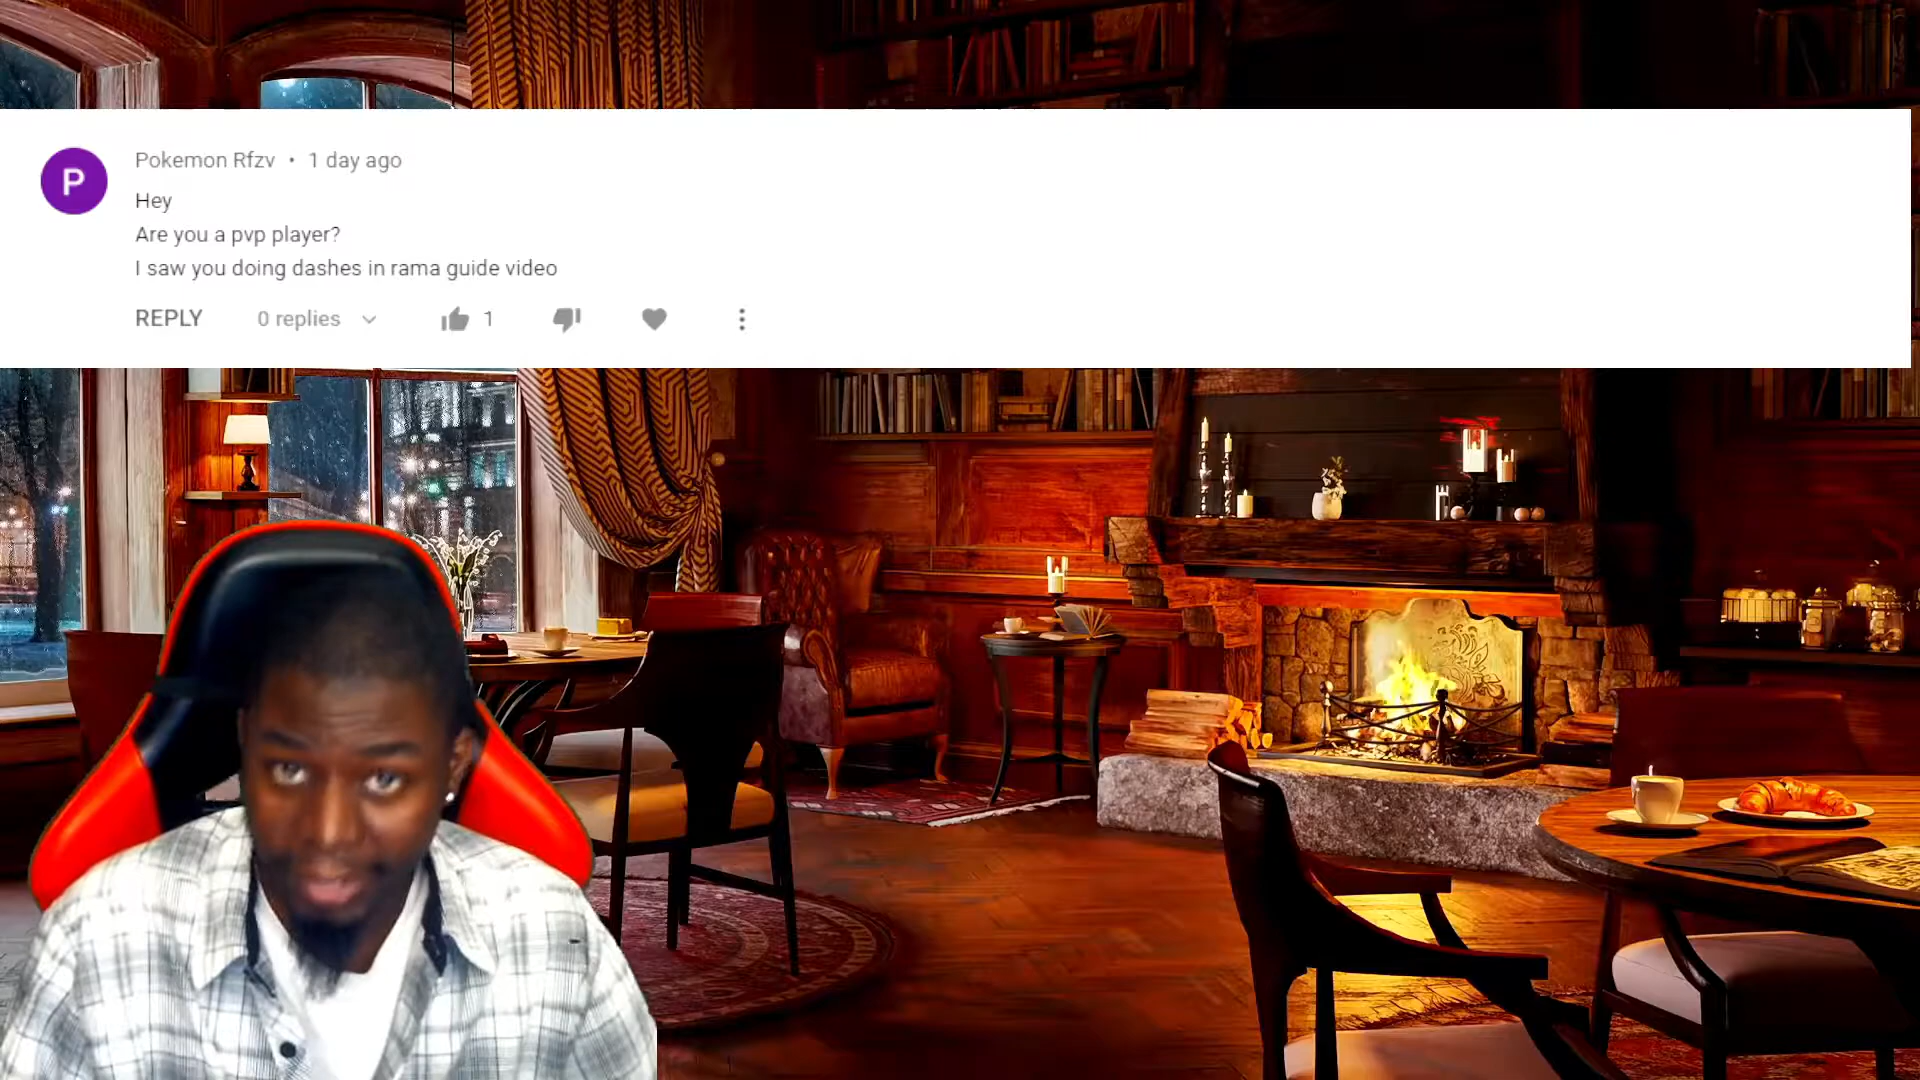 P
Pokemon Rfzv • 1 day ago
Hey
Are you a pvp player?
I saw you doing dashes in rama guide video
REPLY 0 replies 1